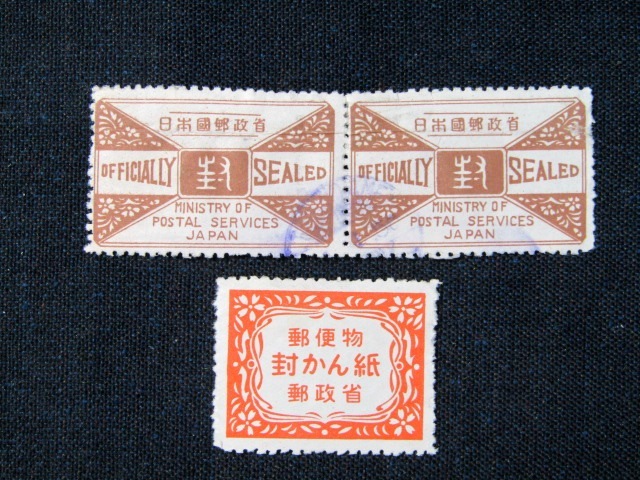 日本國郵政省
OFFICIALLY 封 SEALED
MINISTRY OF
POSTAL SERVICES
JAPAN
日本國郵政省
OFFICIALLY 封 SEALED
MINISTRY OF
POSTAL SERVICES
JAPAN
郵便物
封かん紙
郵政省